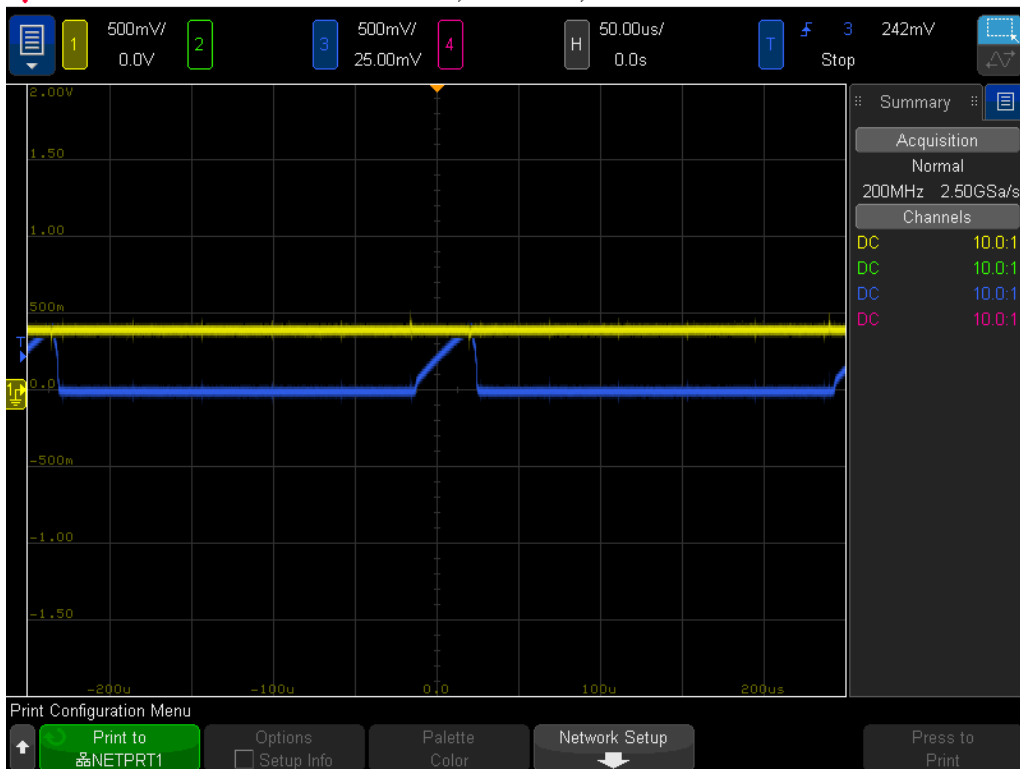 1 500mV/ 2 3 500mV/ 4 H 50.00us/ T 3 242mV
0.0V 25.00mV 0.0s Stop
2.00V
1.50
1.00
500m
T
1 0.0
-500m
-1.00
-1.50
-200u -100u 0.0 100u 200us
Summary
Acquisition
Normal
200MHz 2.50GSa/s
Channels
DC 10.0:1
DC 10.0:1
DC 10.0:1
DC 10.0:1
Print Configuration Menu
Print to Options Palette Network Setup Press to
NETPRT1 Setup Info Color Print